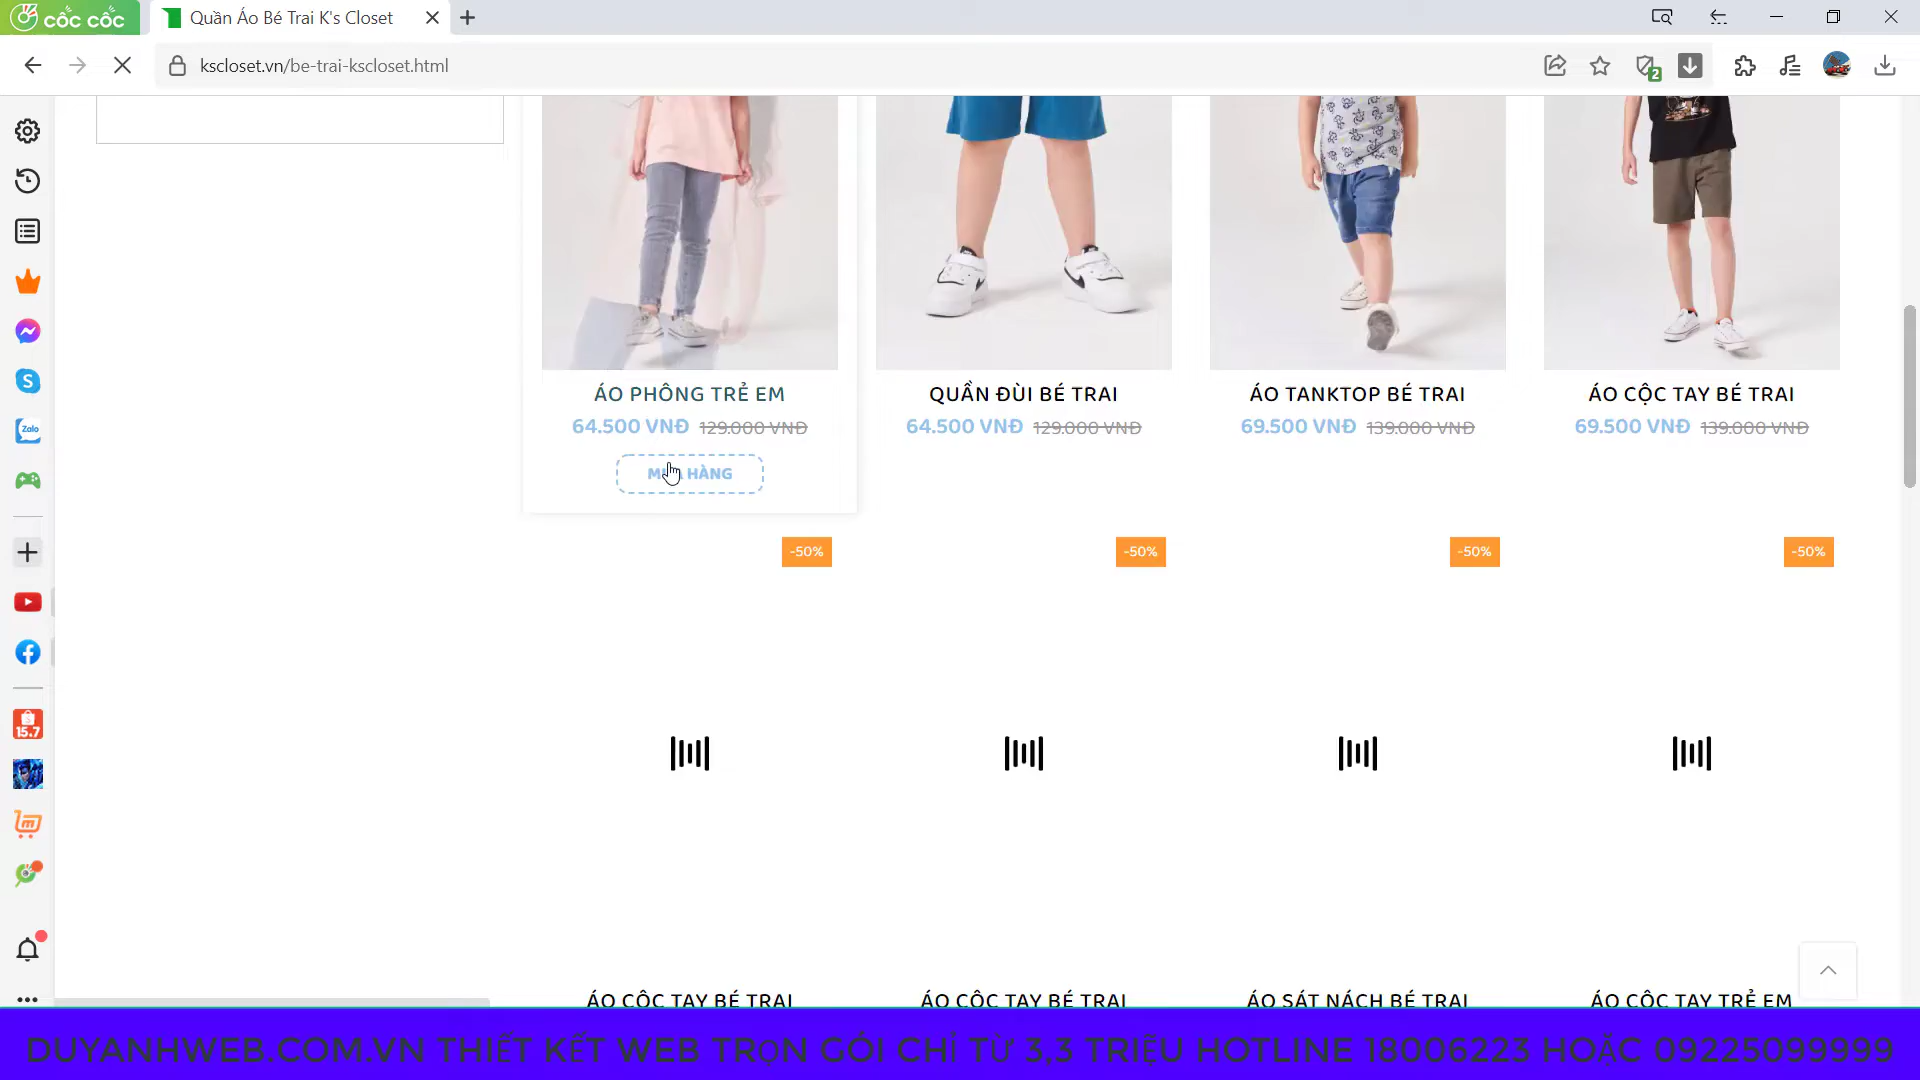 cốc cốc
Quần Áo Bé Trai K's Closet
kscloset.vn/be-trai-kscloset.html
2
ÁO PHÔNG TRẺ EM
64.500 VNĐ 129.000 VNĐ
MUA HÀNG
QUẦN ĐÙI BÉ TRAI
64.500 VNĐ 129.000 VNĐ
ÁO TANKTOP BÉ TRAI
69.500 VNĐ 139.000 VNĐ
ÁO CỘC TAY BÉ TRAI
69.500 VNĐ 139.000 VNĐ
-50%
-50%
-50%
-50%
Zalo
15.7
ÁO CỘC TAY BÉ TRAI
ÁO CỘC TAY BÉ TRAI
ÁO SÁT NÁCH BÉ TRAI
ÁO CỘC TAY TRẺ EM
DUYANHWEB.COM.VN THIẾT KẾT WEB TRỌN GÓI CHỈ TỪ 3,3 TRIỆU HOTLINE 18006223 HOẶC 09225099999